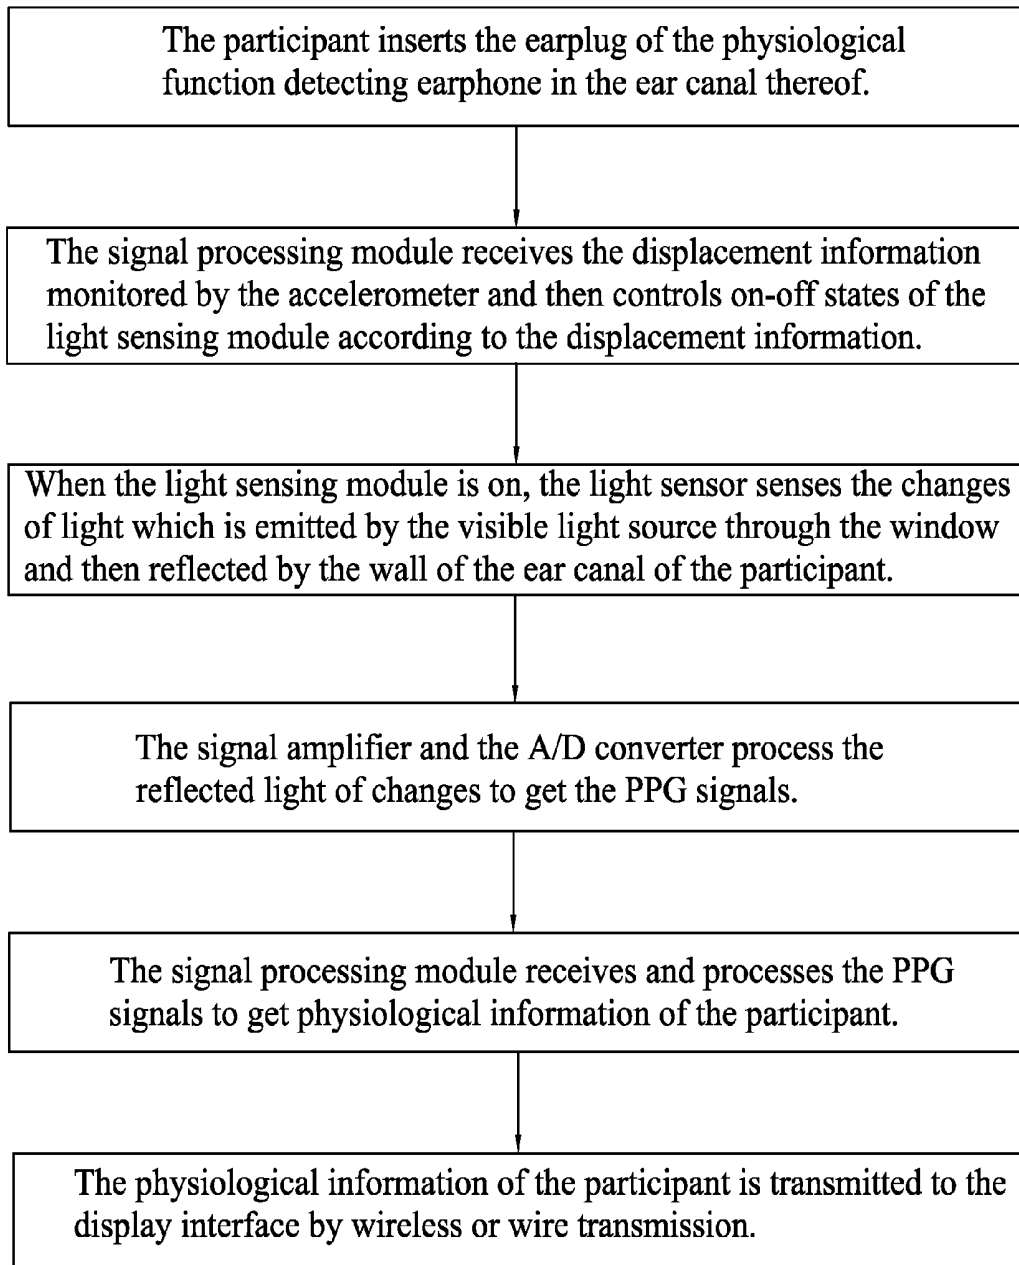 The participant inserts the earplug of the physiological
function detecting earphone in the ear canal thereof.
The signal processing module receives the displacement information
monitored by the accelerometer and then controls on-off states of the
light sensing module according to the displacement information.
When the light sensing module is on, the light sensor senses the changes
of light which is emitted by the visible light source through the window
and then reflected by the wall of the ear canal of the participant.
The signal amplifier and the A/D converter process the
reflected light of changes to get the PPG signals.
The signal processing module receives and processes the PPG
signals to get physiological information of the participant.
The physiological information of the participant is transmitted to the
display interface by wireless or wire transmission.